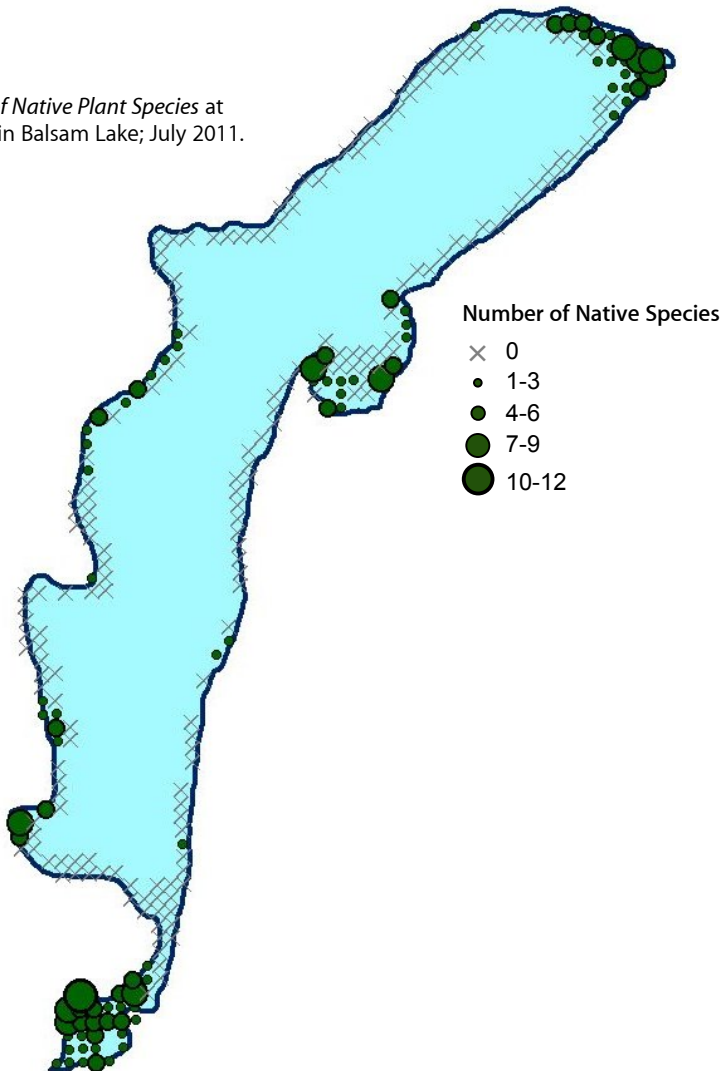 f Native Plant Species at
in Balsam Lake; July 2011.
Number of Native Species
0
1-3
4-6
7-9
10-12